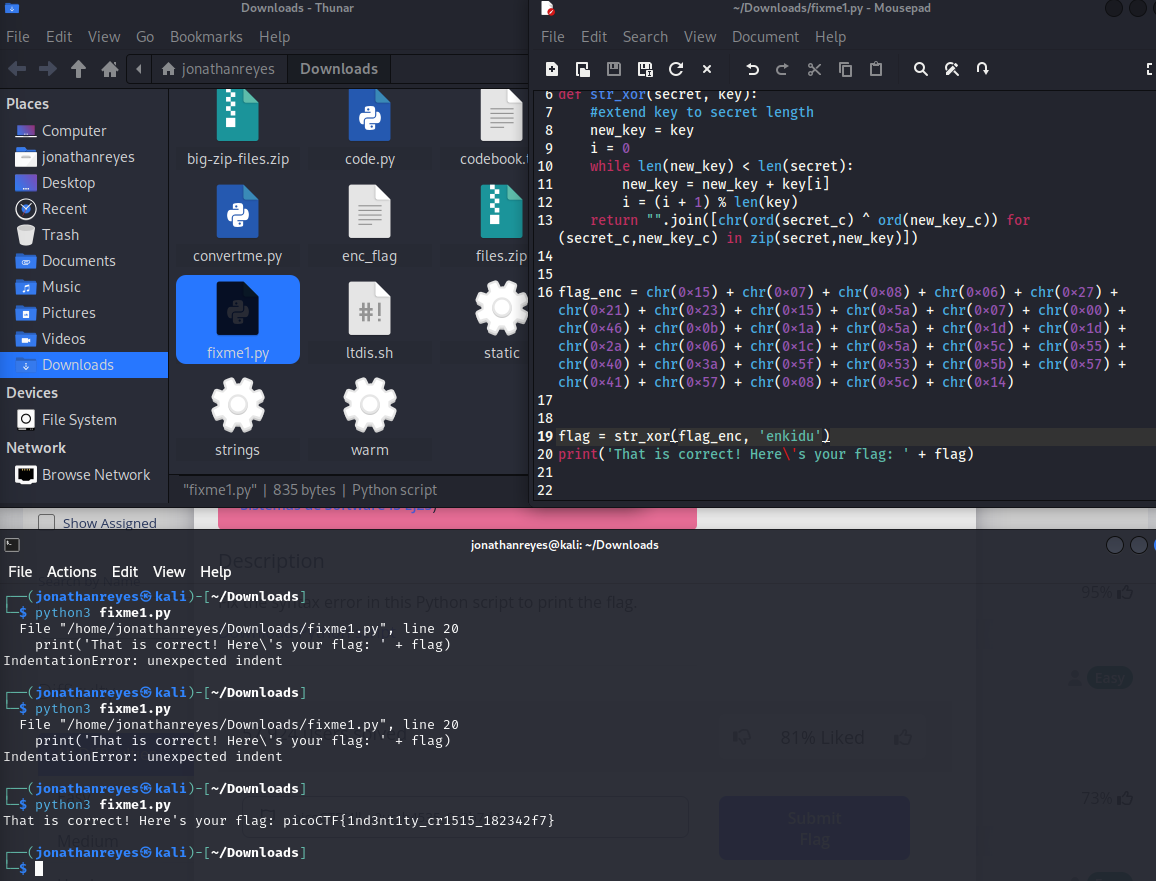 Downloads - Thunar
File Edit View Go Bookmarks Help
jonathanreyes Downloads
Places
Computer
jonathanreyes
Desktop
Recent
Trash
Documents
Music
Pictures
Videos
Downloads
Devices
File System
Network
Browse Network
big-zip-files.zip code.py codebook.
convertme.py enc_flag files.zip
fixme1.py ltdis.sh static
strings warm
"fixme1.py" | 835 bytes | Python script
~/Downloads/fixme1.py - Mousepad
File Edit Search View Document Help
6 def str_xor(secret, key):
7 #extend key to secret length
8 new_key = key
9 i = 0
10 while len(new_key) < len(secret):
11 new_key = new_key + key[i]
12 i = (i + 1) % len(key)
13 return "".join([chr(ord(secret_c) ^ ord(new_key_c)) for
(secret_c,new_key_c) in zip(secret,new_key)])
14
15
16 flag_enc = chr(0×15) + chr(0×07) + chr(0×08) + chr(0×06) + chr(0×27) +
chr(0×21) + chr(0×23) + chr(0×15) + chr(0×5a) + chr(0×07) + chr(0×00) +
chr(0×46) + chr(0×0b) + chr(0×1a) + chr(0×5a) + chr(0×1d) + chr(0×1d) +
chr(0×2a) + chr(0×06) + chr(0×1c) + chr(0×5a) + chr(0×5c) + chr(0×55) +
chr(0×40) + chr(0×3a) + chr(0×5f) + chr(0×53) + chr(0×5b) + chr(0×57) +
chr(0×41) + chr(0×57) + chr(0×08) + chr(0×5c) + chr(0×14)
17
18
19 flag = str_xor(flag_enc, 'enkidu')
20 print('That is correct! Here\'s your flag: ' + flag)
21
22
Show Assigned
jonathanreyes@kali: ~/Downloads
File Actions Edit View Help
Description
Fix the syntax error in this Python script to print the flag.
95%
Easy
81% Liked
73%
Submit
Flag
Medium
┌──(jonathanreyes㉿kali)-[~/Downloads]
└─$ python3 fixme1.py
File "/home/jonathanreyes/Downloads/fixme1.py", line 20
print('That is correct! Here\'s your flag: ' + flag)
IndentationError: unexpected indent
┌──(jonathanreyes㉿kali)-[~/Downloads]
└─$ python3 fixme1.py
File "/home/jonathanreyes/Downloads/fixme1.py", line 20
print('That is correct! Here\'s your flag: ' + flag)
IndentationError: unexpected indent
┌──(jonathanreyes㉿kali)-[~/Downloads]
└─$ python3 fixme1.py
That is correct! Here's your flag: picoCTF{1nd3nt1ty_cr1515_182342f7}
┌──(jonathanreyes㉿kali)-[~/Downloads]
└─$